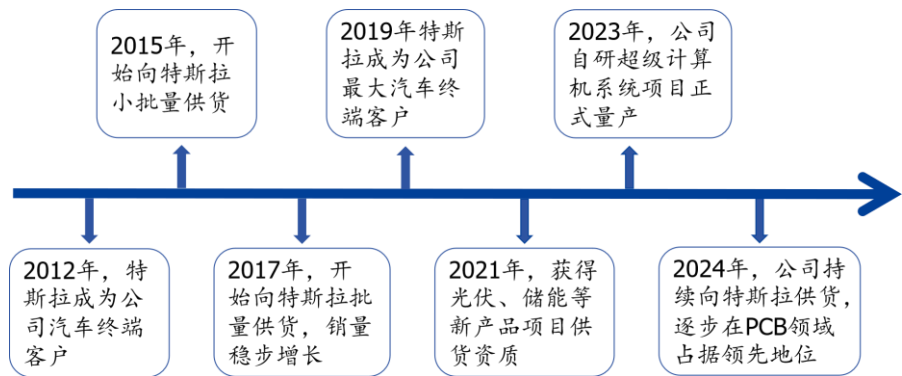 2015年，开
始向特斯拉
小批量供货
2019年特斯
拉成为公司
最大汽车终
端客户
2023年，公司
自研超级计算
机系统项目正
式量产
2012年，特
斯拉成为公
司汽车终端
客户
2017年，开
始向特斯拉批
量供货，销量
稳步增长
2021年，获得
光伏、储能等
新产品项目供
货资质
2024年，公司持
续向特斯拉供货，
逐步在PCB领域
占据领先地位